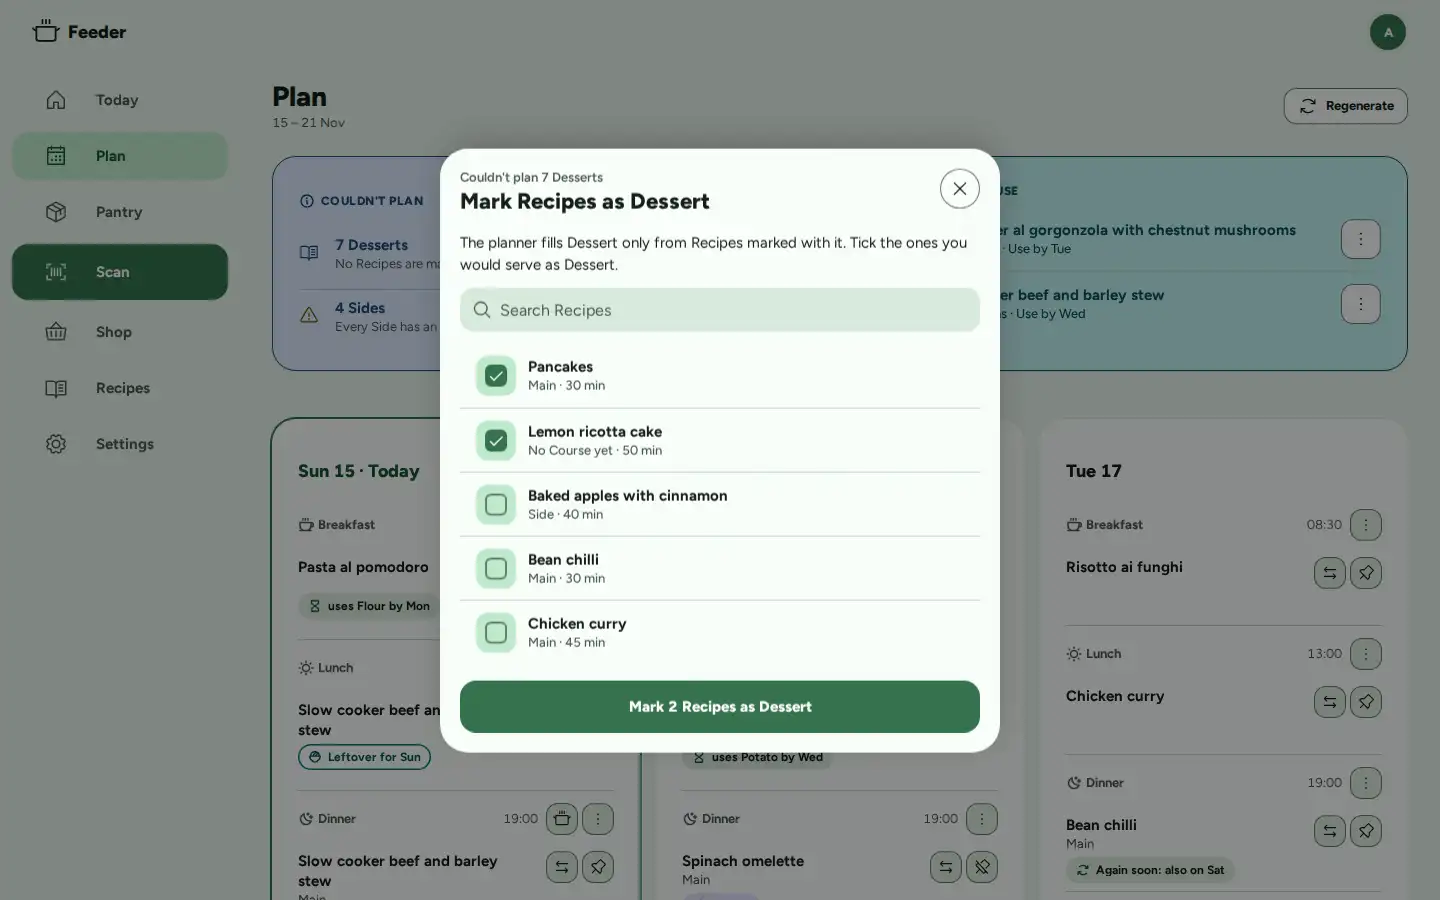 Feeder
A
Today
Plan
Pantry
Scan
Shop
Recipes
Settings
Plan
15 – 21 Nov
Regenerate
COULDN'T PLAN
7 Desserts
No Recipes are
4 Sides
Every Side has an
al gorgonzola with chestnut mushrooms
· Use by Tue
beef and barley stew
· Use by Wed
Couldn't plan 7 Desserts
Mark Recipes as Dessert
The planner fills Dessert only from Recipes marked with it. Tick the ones you
would serve as Dessert.
Search Recipes
Pancakes
Main · 30 min
Lemon ricotta cake
No Course yet · 50 min
Baked apples with cinnamon
Side · 40 min
Bean chilli
Main · 30 min
Chicken curry
Main · 45 min
Mark 2 Recipes as Dessert
Sun 15 · Today
Breakfast
Pasta al pomodoro
uses Flour by Mon
Lunch
Slow cooker beef
stew
Leftover for Sun
Dinner
19:00
Slow cooker beef and barley
stew
Main
uses Potato by Wed
Dinner
19:00
Spinach omelette
Main
Tue 17
Breakfast
08:30
Risotto ai funghi
Lunch
13:00
Chicken curry
Dinner
19:00
Bean chilli
Main
Again soon: also on Sat